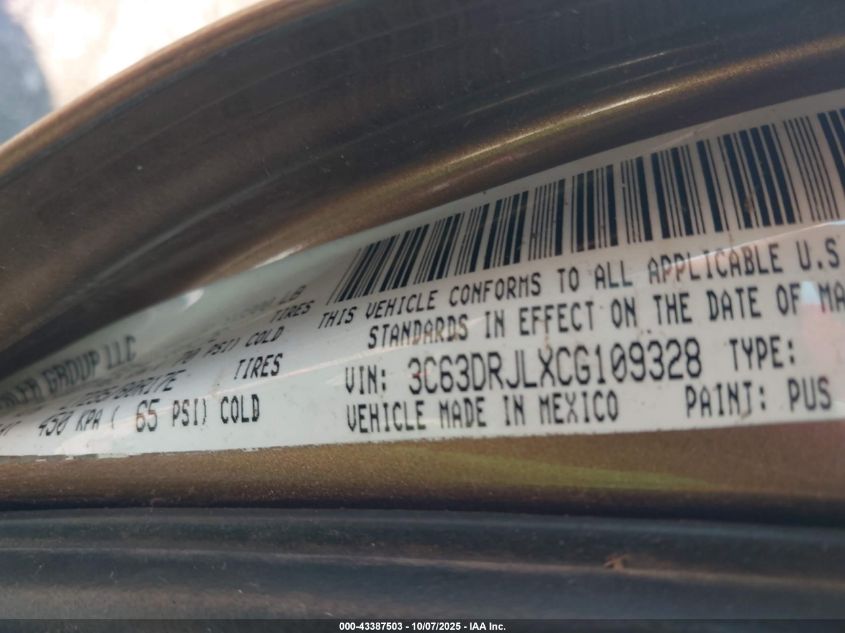 LB
TIRES
PSI) COLD
GROUP LLC
TIRES
450 KPA ( 65 PSI) COLD
THIS VEHICLE CONFORMS TO ALL APPLICABLE U.S
STANDARDS IN EFFECT ON THE DATE OF MA
VIN: 3C63DRJLXCG109328 TYPE:
VEHICLE MADE IN MEXICO PAINT: PUS
000-43387503 - 10/07/2025 - IAA Inc.